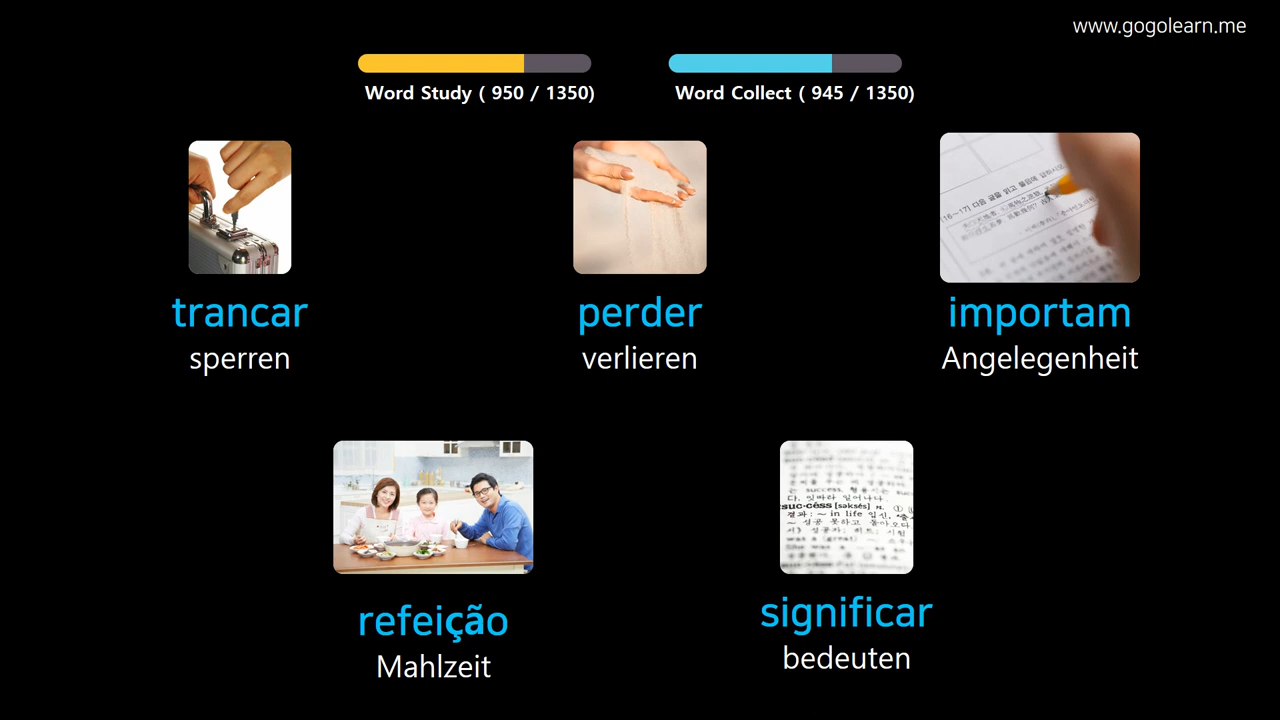 www.gogolearn.me
Word Study ( 950 / 1350)
Word Collect ( 945 / 1350)
trancar
sperren
perder
verlieren
importam
Angelegenheit
refeição
Mahlzeit
significar
bedeuten